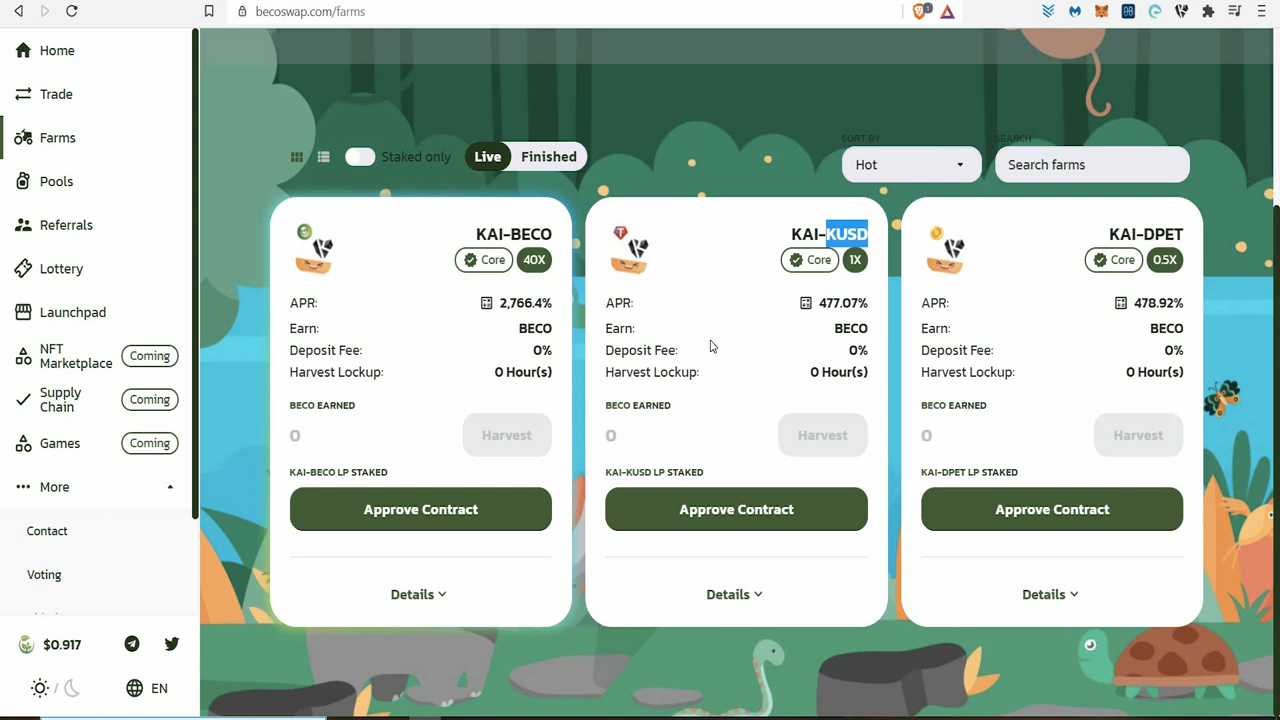 becoswap.com/farms
1
Home
Trade
Farms
Pools
Referrals
Lottery
Launchpad
NFT
Marketplace
Coming
Supply
Chain
Coming
Games
Coming
More
Contact
Voting
$0.917
/
EN
Staked only
Live
Finished
SORT BY
Hot
SEARCH
Search farms
KAI-BECO
Core
40X
APR:
2,766.4%
Earn:
BECO
Deposit Fee:
0%
Harvest Lockup:
0 Hour(s)
BECO EARNED
0
Harvest
KAI-BECO LP STAKED
Approve Contract
Details
KAI-KUSD
Core
1X
APR:
477.07%
Earn:
BECO
Deposit Fee:
0%
Harvest Lockup:
0 Hour(s)
BECO EARNED
0
Harvest
KAI-KUSD LP STAKED
Approve Contract
Details
KAI-DPET
Core
0.5X
APR:
478.92%
Earn:
BECO
Deposit Fee:
0%
Harvest Lockup:
0 Hour(s)
BECO EARNED
0
Harvest
KAI-DPET LP STAKED
Approve Contract
Details